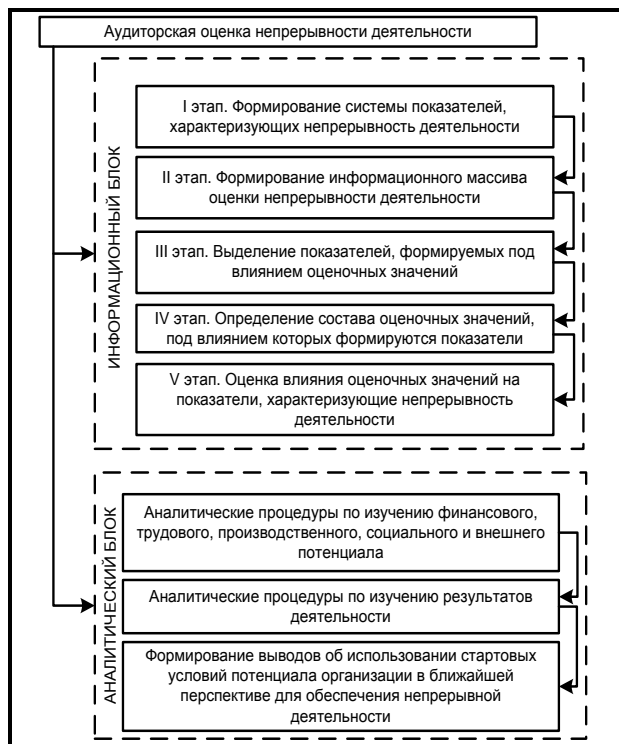 Аудиторская оценка непрерывности деятельности
ИНФОРМАЦИОННЫЙ БЛОК
I этап. Формирование системы показателей,
характеризующих непрерывность деятельности
II этап. Формирование информационного массива
оценки непрерывности деятельности
III этап. Выделение показателей, формируемых под
влиянием оценочных значений
IV этап. Определение состава оценочных значений,
под влиянием которых формируются показатели
V этап. Оценка влияния оценочных значений на
показатели, характеризующие непрерывность
деятельности
АНАЛИТИЧЕСКИЙ БЛОК
Аналитические процедуры по изучению финансового,
трудового, производственного, социального и внешнего
потенциала
Аналитические процедуры по изучению результатов
деятельности
Формирование выводов об использовании стартовых
условий потенциала организации в ближайшей
перспективе для обеспечения непрерывной
деятельности